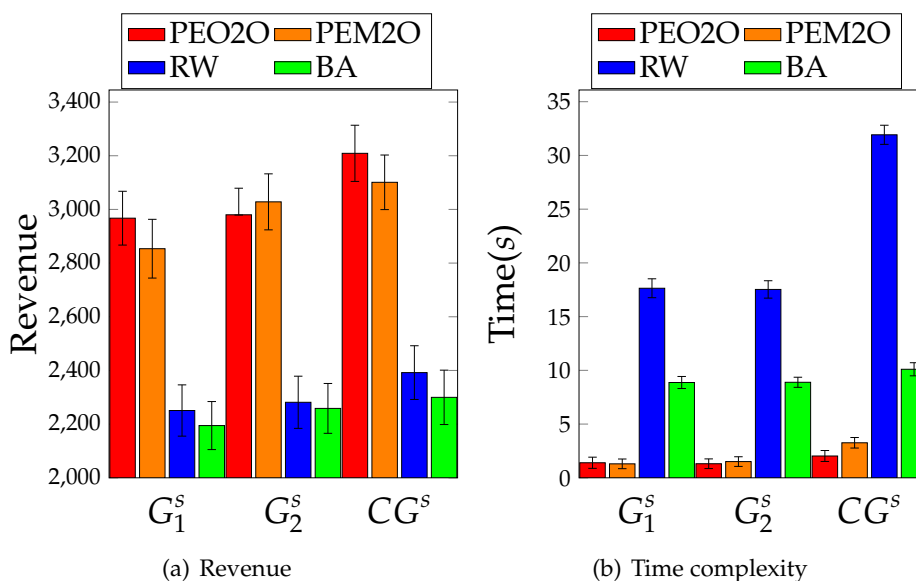 PEO2O PEM2O
RW BA
Revenue
3,400
3,200
3,000
2,800
2,600
2,400
2,200
2,000
G₁ˢ G₂ˢ CGˢ
(a) Revenue
PEO2O PEM2O
RW BA
Time(s)
35
30
25
20
15
10
5
0
G₁ˢ G₂ˢ CGˢ
(b) Time complexity